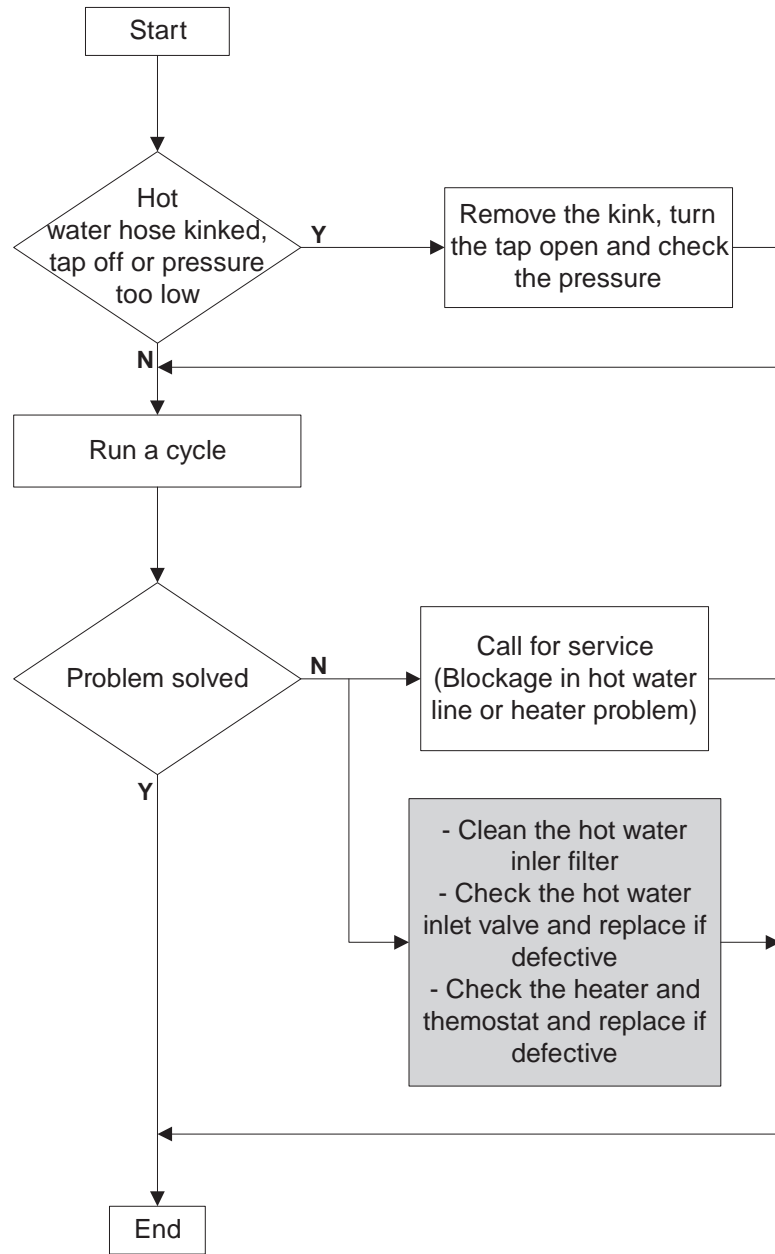 Start
Hot
water hose kinked,
tap off or pressure
too low
Y
Remove the kink, turn
the tap open and check
the pressure
N
Run a cycle
Problem solved
N
Call for service
(Blockage in hot water
line or heater problem)
Y
- Clean the hot water
inler filter
- Check the hot water
inlet valve and replace if
defective
- Check the heater and
themostat and replace if
defective
End